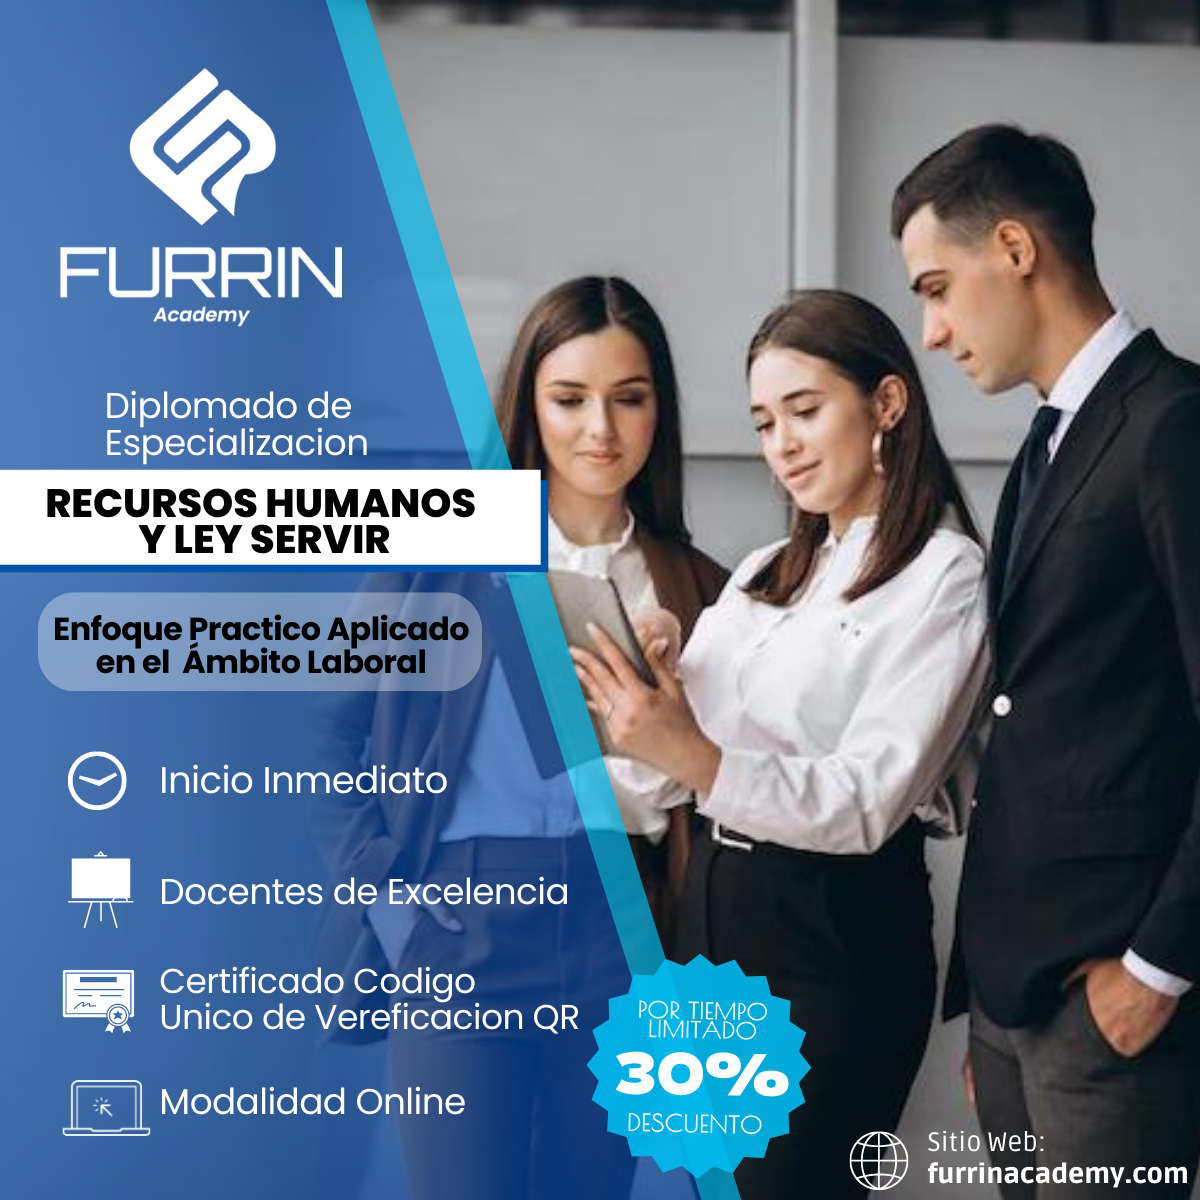 FURRIN
Academy
Diplomado de
Especializacion
RECURSOS HUMANOS
Y LEY SERVIR
Enfoque Practico Aplicado
en el Ámbito Laboral
Inicio Inmediato
Docentes de Excelencia
Certificado Codigo
Unico de Vereficacion QR
Modalidad Online
POR TIEMPO
LIMITADO
30%
DESCUENTO
Sitio Web:
furrinacademy.com